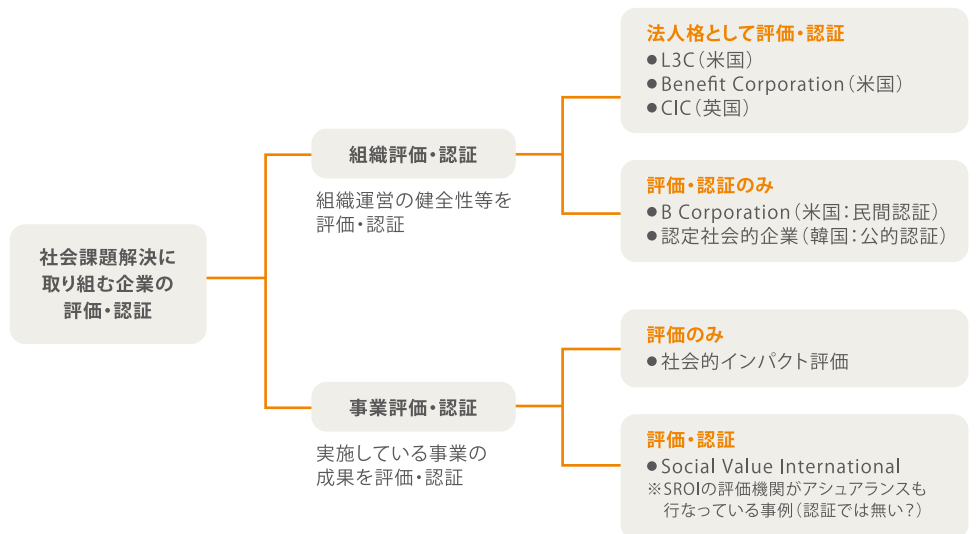 社会課題解決に
取り組む企業の
評価・認証
組織評価・認証
組織運営の健全性等を
評価・認証
法人格として評価・認証
●L3C（米国）
●Benefit Corporation（米国）
●CIC（英国）
評価・認証のみ
●B Corporation（米国：民間認証）
●認定社会的企業（韓国：公的認証）
事業評価・認証
実施している事業の
成果を評価・認証
評価のみ
●社会的インパクト評価
評価・認証
●Social Value International
※SROIの評価機関がアシュアランスも
行なっている事例（認証では無い？）